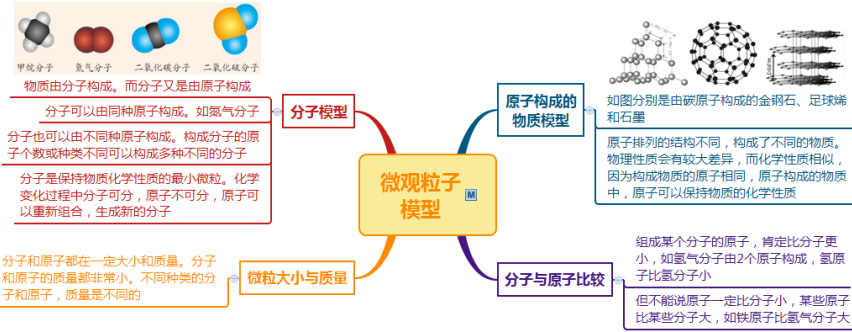 甲烷分子
氮气分子
二氧化碳分子
二氧化硫分子
物质由分子构成。而分子又是由原子构成
分子可以由同种原子构成。如氮气分子
分子也可以由不同种原子构成。构成分子的原
子个数或种类不同可以构成多种不同的分子
分子是保持物质化学性质的最小微粒。化学
变化过程中分子可分，原子不可分，原子可
以重新组合，生成新的分子
分子模型
微观粒子
模型
M
原子构成的
物质模型
如图分别是由碳原子构成的金钢石、足球烯
和石墨
原子排列的结构不同，构成了不同的物质。
物理性质会有较大差异，而化学性质相似，
因为构成物质的原子相同，原子构成的物质
中，原子可以保持物质的化学性质
分子和原子都在一定大小和质量。分子
和原子的质量都非常小。不同种类的分
子和原子，质量是不同的
微粒大小与质量
分子与原子比较
组成某个分子的原子，肯定比分子更
小，如氢气分子由2个原子构成，氢原
子比氢分子小
但不能说原子一定比分子小，某些原子
比某些分子大，如铁原子比氢气分子大